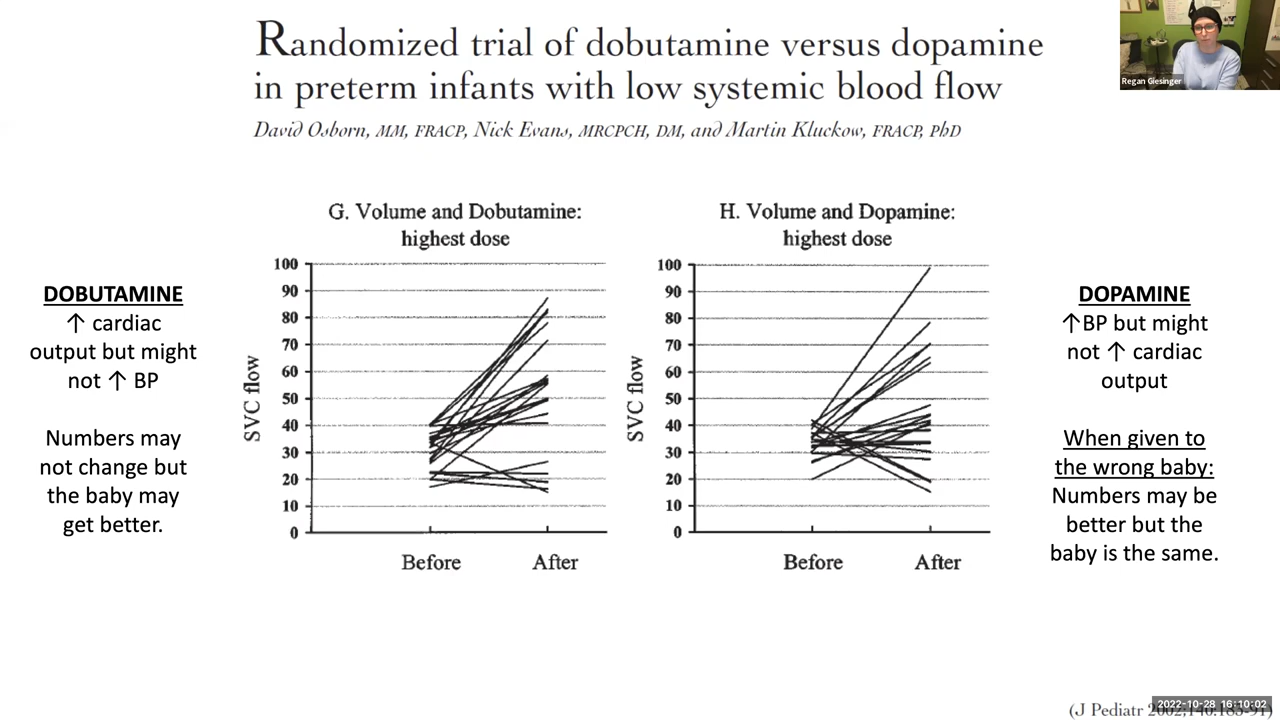 Randomized trial of dobutamine versus dopamine
in preterm infants with low systemic blood flow
David Osborn, MM, FRACP, Nick Evans, MRCPCH, DM, and Martin Kluckow, FRACP, PhD
Regan Giesinger
DOBUTAMINE
↑ cardiac
output but might
not ↑ BP
Numbers may
not change but
the baby may
get better.
G. Volume and Dobutamine:
highest dose
SVC flow
100
90
80
70
60
50
40
30
20
10
0
Before After
H. Volume and Dopamine:
highest dose
SVC flow
100
90
80
70
60
50
40
30
20
10
0
Before After
DOPAMINE
↑BP but might
not ↑ cardiac
output
When given to
the wrong baby:
Numbers may be
better but the
baby is the same.
(J Pediatr
2022-10-28 16:10:02